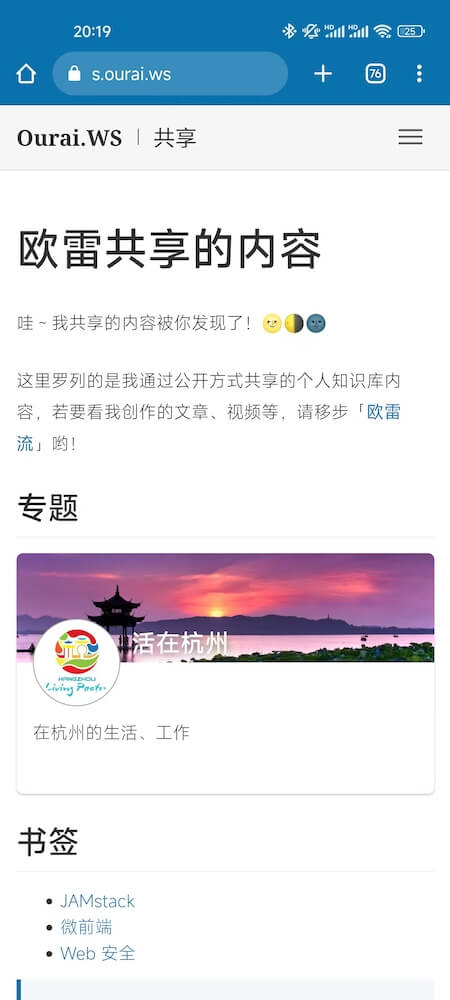 20:19
HD HD 25
s.ourai.ws
76
Ourai.WS | 共享
欧雷共享的内容
哇 ~ 我共享的内容被你发现了！🌝🌗🌚
这里罗列的是我通过公开方式共享的个人知识库内
容，若要看我创作的文章、视频等，请移步「欧雷
流」哟！
专题
活在杭州
HANGZHOU
Living Poetry
在杭州的生活、工作
书签
JAMstack
微前端
Web 安全